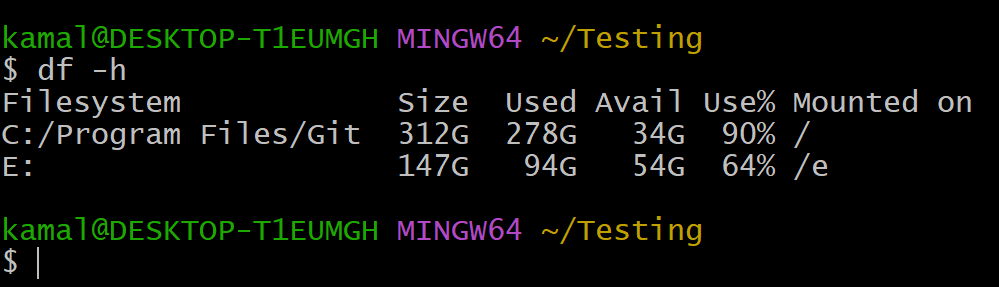 kamal@DESKTOP-T1EUMGH MINGW64 ~/Testing
$ df -h
Filesystem            Size  Used Avail Use% Mounted on
C:/Program Files/Git  312G  278G   34G  90% /
E:                    147G   94G   54G  64% /e
kamal@DESKTOP-T1EUMGH MINGW64 ~/Testing
$